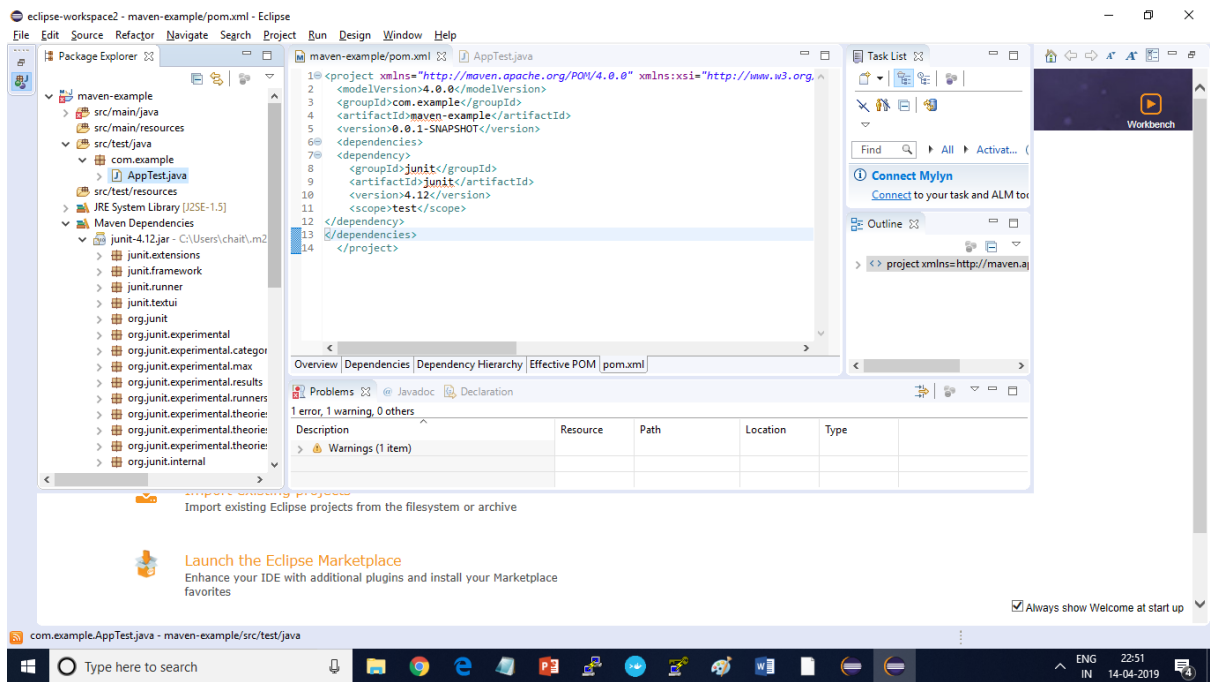 eclipse-workspace2 - maven-example/pom.xml - Eclipse
File Edit Source Refactor Navigate Search Project Run Design Window Help
Package Explorer
maven-example
src/main/java
src/main/resources
src/test/java
com.example
AppTest.java
src/test/resources
JRE System Library [J2SE-1.5]
Maven Dependencies
junit-4.12.jar - C:\Users\chait\.m2
junit.extensions
junit.framework
junit.runner
junit.textui
org.junit
org.junit.experimental
org.junit.experimental.categor
org.junit.experimental.max
org.junit.experimental.results
org.junit.experimental.runners
org.junit.experimental.theories
org.junit.experimental.theories
org.junit.experimental.theories
org.junit.internal
maven-example/pom.xml AppTest.java
1 <project xmlns="http://maven.apache.org/POM/4.0.0" xmlns:xsi="http://www.w3.org/
2 <modelVersion>4.0.0</modelVersion>
3 <groupId>com.example</groupId>
4 <artifactId>maven-example</artifactId>
5 <version>0.0.1-SNAPSHOT</version>
6 <dependencies>
7 <dependency>
8 <groupId>junit</groupId>
9 <artifactId>junit</artifactId>
10 <version>4.12</version>
11 <scope>test</scope>
12 </dependency>
13 </dependencies>
14 </project>
Overview Dependencies Dependency Hierarchy Effective POM pom.xml
Problems @ Javadoc Declaration
1 error, 1 warning, 0 others
Description Resource Path Location Type
Warnings (1 item)
Task List
Find All Activat...
Connect Mylyn
Connect to your task and ALM too
Outline
project xmlns=http://maven.a
Workbench
Import existing projects
Import existing Eclipse projects from the filesystem or archive
Launch the Eclipse Marketplace
Enhance your IDE with additional plugins and install your Marketplace
favorites
Always show Welcome at start up
com.example.AppTest.java - maven-example/src/test/java
Type here to search
ENG
IN
22:51
14-04-2019
4